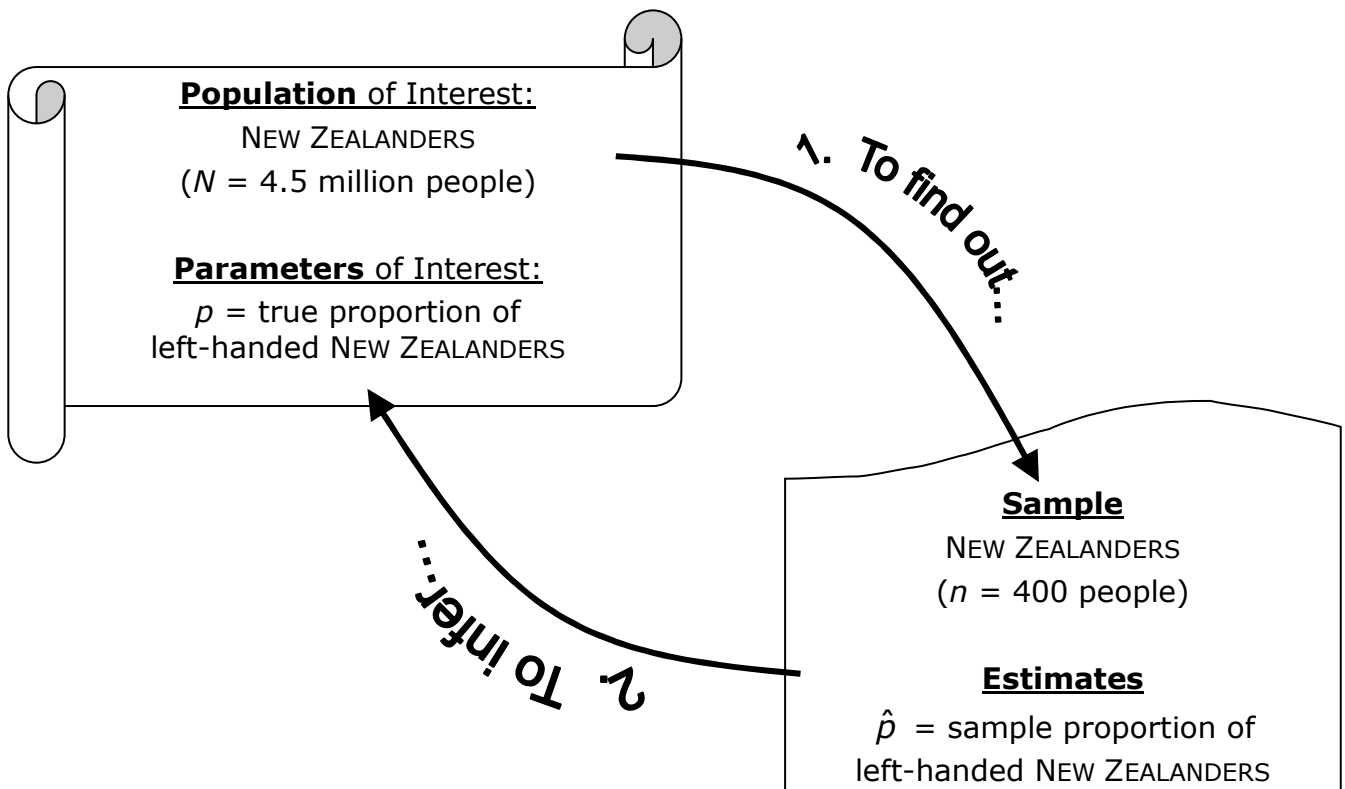 Population of Interest:
NEW ZEALANDERS
(N = 4.5 million people)
Parameters of Interest:
p = true proportion of
left-handed NEW ZEALANDERS
1. To find out...
Sample
NEW ZEALANDERS
(n = 400 people)
Estimates
p̂ = sample proportion of
left-handed NEW ZEALANDERS
2. To infer...